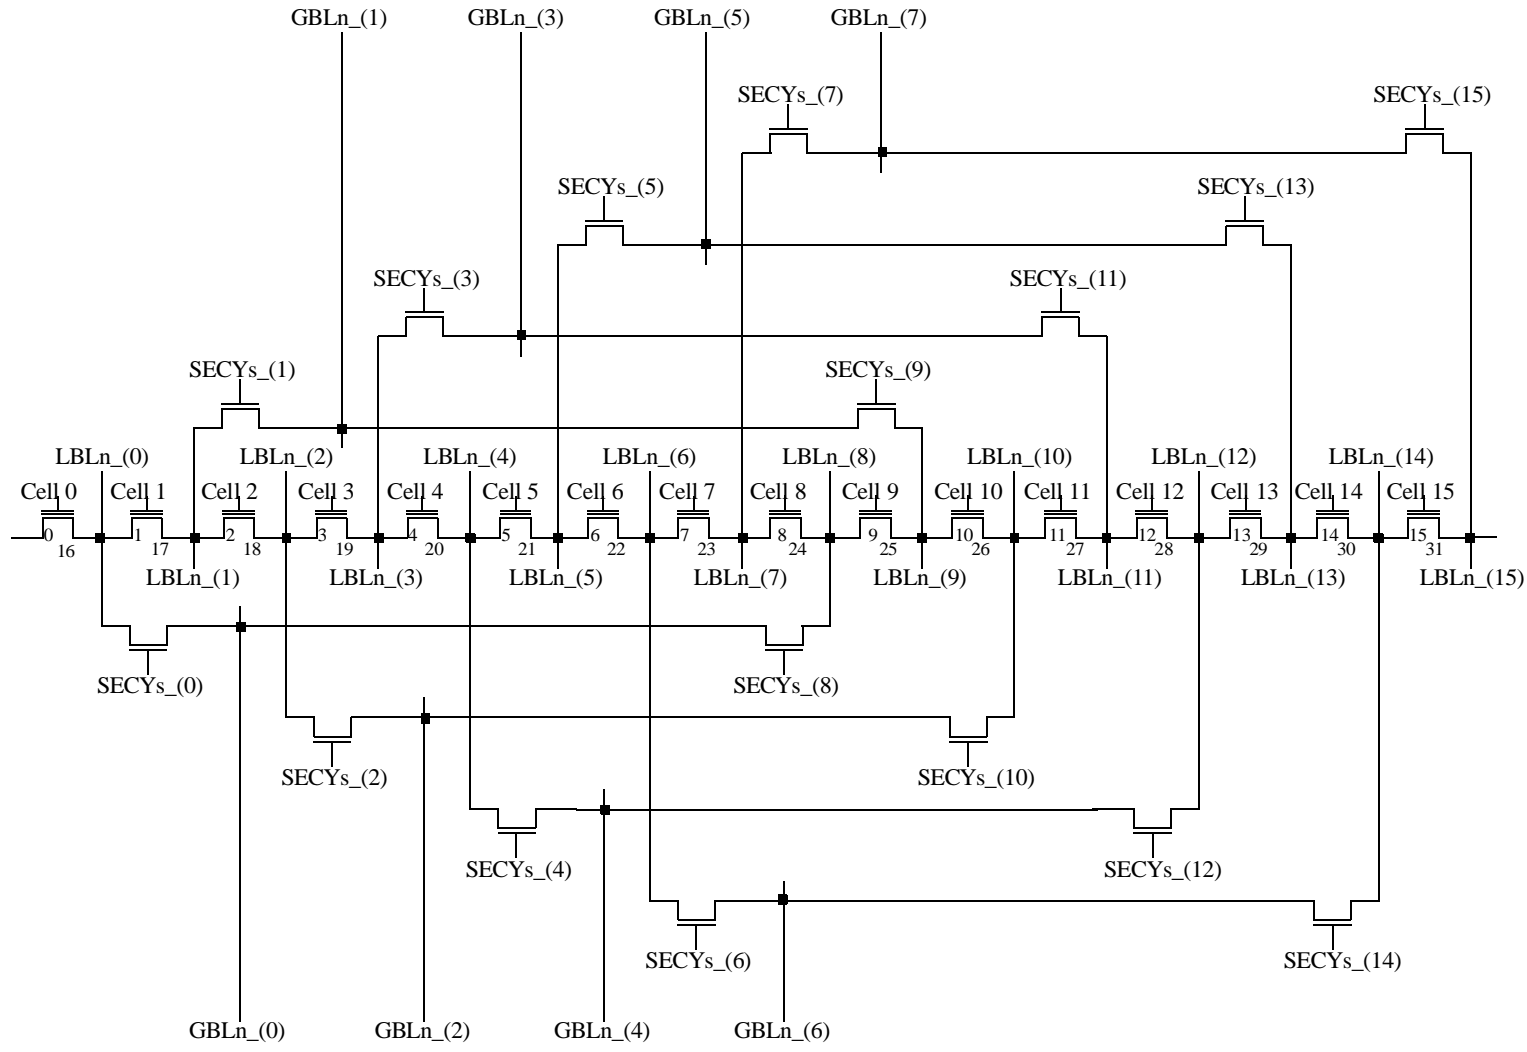 GBLn_(1) GBLn_(3) GBLn_(5) GBLn_(7)
SECYs_(7) SECYs_(15)
SECYs_(5) SECYs_(13)
SECYs_(3) SECYs_(11)
SECYs_(1) SECYs_(9)
LBLn_(0) LBLn_(2) LBLn_(4) LBLn_(6) LBLn_(8) LBLn_(10) LBLn_(12) LBLn_(14)
Cell 0 Cell 1 Cell 2 Cell 3 Cell 4 Cell 5 Cell 6 Cell 7 Cell 8 Cell 9 Cell 10 Cell 11 Cell 12 Cell 13 Cell 14 Cell 15
0 1 2 3 4 5 6 7 8 9 10 11 12 13 14 15
16 17 18 19 20 21 22 23 24 25 26 27 28 29 30 31
LBLn_(1) LBLn_(3) LBLn_(5) LBLn_(7) LBLn_(9) LBLn_(11) LBLn_(13) LBLn_(15)
SECYs_(0) SECYs_(8)
SECYs_(2) SECYs_(10)
SECYs_(4) SECYs_(12)
SECYs_(6) SECYs_(14)
GBLn_(0) GBLn_(2) GBLn_(4) GBLn_(6)